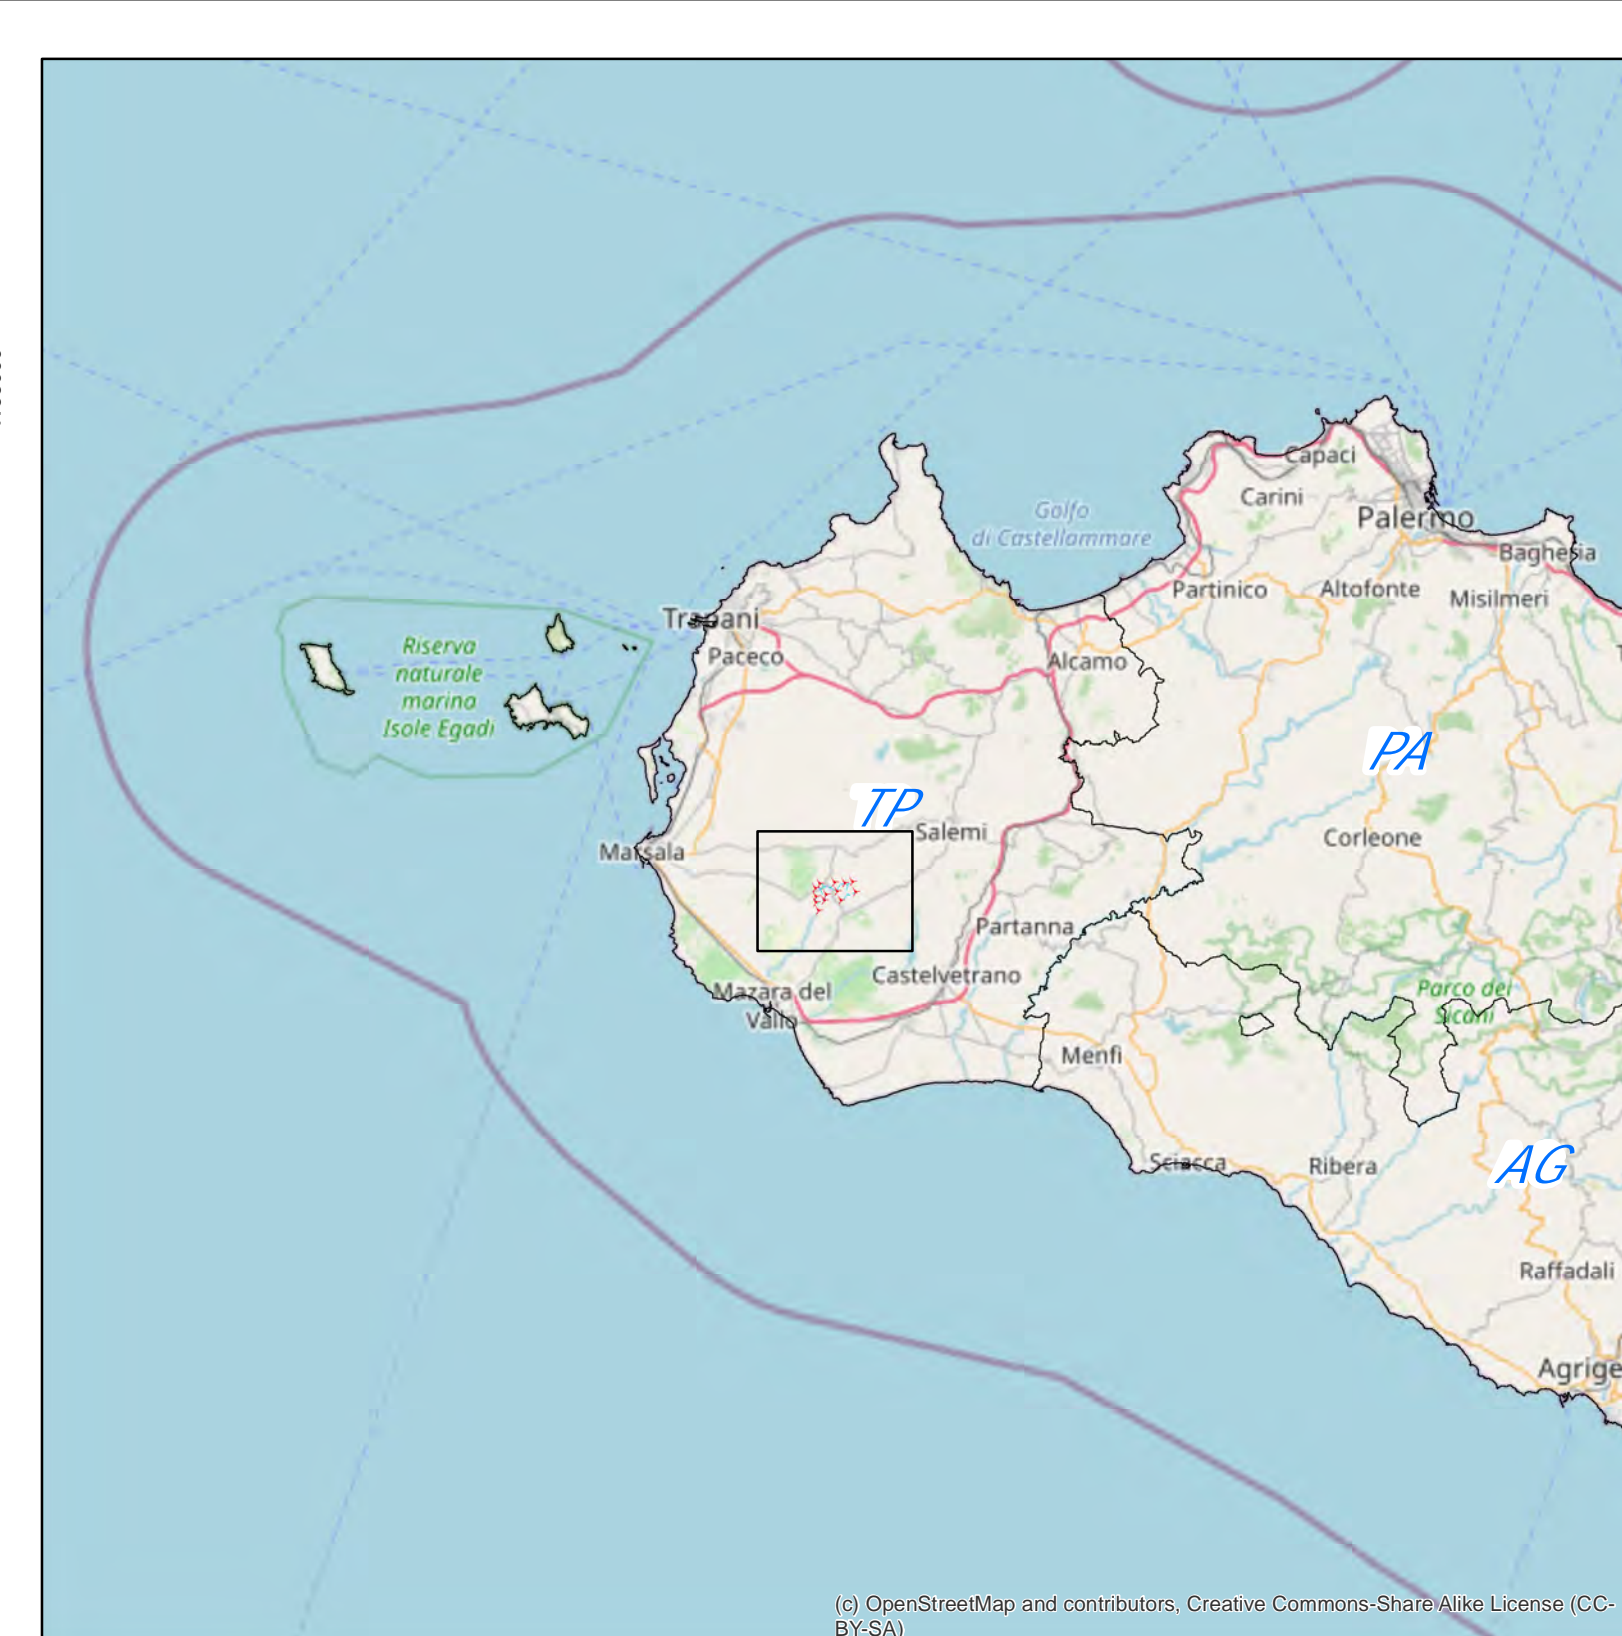 Capaci
Carini
Golfo
di Castellammare
Palermo
Bagheria
Partinico
Altofonte
Misilmeri
Trapani
Riserva
naturale
marina
Isole Egadi
Paceco
Alcamo
PA
TP
Salemi
Corleone
Marsala
Partanna
Castelvetrano
Mazara del
Vallo
Parco dei
Sicani
Menfi
Sciacca
Ribera
AG
Raffadali
Agrige
(c) OpenStreetMap and contributors, Creative Commons-Share Alike License (CC-
BY-SA)